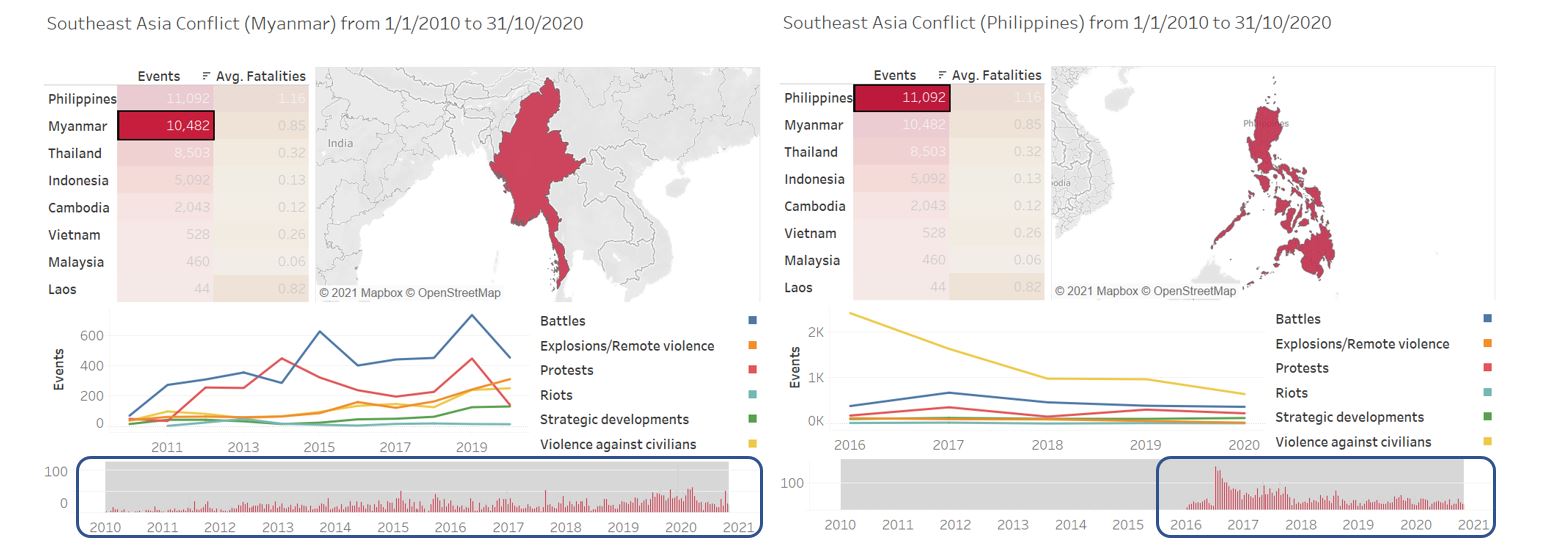 Southeast Asia Conflict (Myanmar) from 1/1/2010 to 31/10/2020
Events Avg. Fatalities
Philippines 11,092 1.16
Myanmar 10,482 0.85
Thailand 8,503 0.32
Indonesia 5,092 0.13
Cambodia 2,043 0.12
Vietnam 528 0.26
Malaysia 460 0.06
Laos 44 0.82
India
© 2021 Mapbox © OpenStreetMap
Events
600
400
200
0
2011 2013 2015 2017 2019
Battles
Explosions/Remote violence
Protests
Riots
Strategic developments
Violence against civilians
100
0
2010 2011 2012 2013 2014 2015 2016 2017 2018 2019 2020 2021
Southeast Asia Conflict (Philippines) from 1/1/2010 to 31/10/2020
Events Avg. Fatalities
Philippines 11,092 1.16
Myanmar 10,482 0.85
Thailand 8,503 0.32
Indonesia 5,092 0.13
Cambodia 2,043 0.12
Vietnam 528 0.26
Malaysia 460 0.06
Laos 44 0.82
Philippines
odia
© 2021 Mapbox © OpenStreetMap
Events
2K
1K
0K
2016 2017 2018 2019 2020
Battles
Explosions/Remote violence
Protests
Riots
Strategic developments
Violence against civilians
100
2010 2011 2012 2013 2014 2015 2016 2017 2018 2019 2020 2021